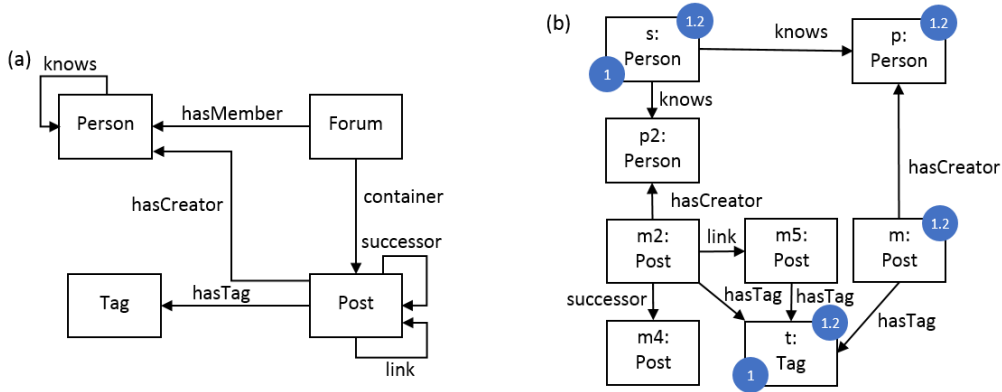 (a)
knows
Person
hasMember
Forum
hasCreator
container
successor
Tag
hasTag
Post
link
(b)
s:
Person
1.2
1
knows
p:
Person
1.2
knows
p2:
Person
hasCreator
hasCreator
m2:
Post
link
m5:
Post
m:
Post
1.2
successor
hasTag
hasTag
hasTag
m4:
Post
t:
Tag
1.2
1